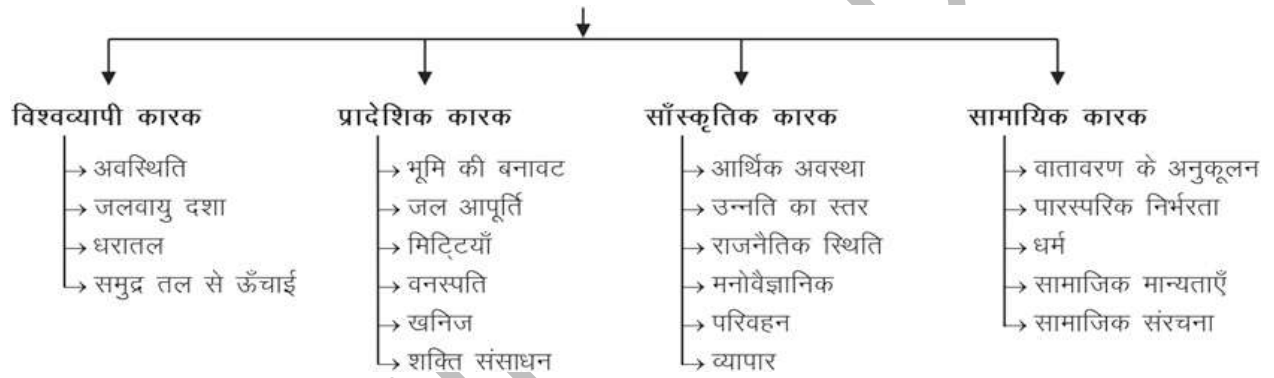 विश्वव्यापी कारक
अवस्थिति
जलवायु दशा
धरातल
समुद्र तल से ऊँचाई
प्रादेशिक कारक
भूमि की बनावट
जल आपूर्ति
मिट्टियाँ
वनस्पति
खनिज
शक्ति संसाधन
साँस्कृतिक कारक
आर्थिक अवस्था
उन्नति का स्तर
राजनैतिक स्थिति
मनोवैज्ञानिक
परिवहन
व्यापार
सामायिक कारक
वातावरण के अनुकूलन
पारस्परिक निर्भरता
धर्म
सामाजिक मान्यताएँ
सामाजिक संरचना